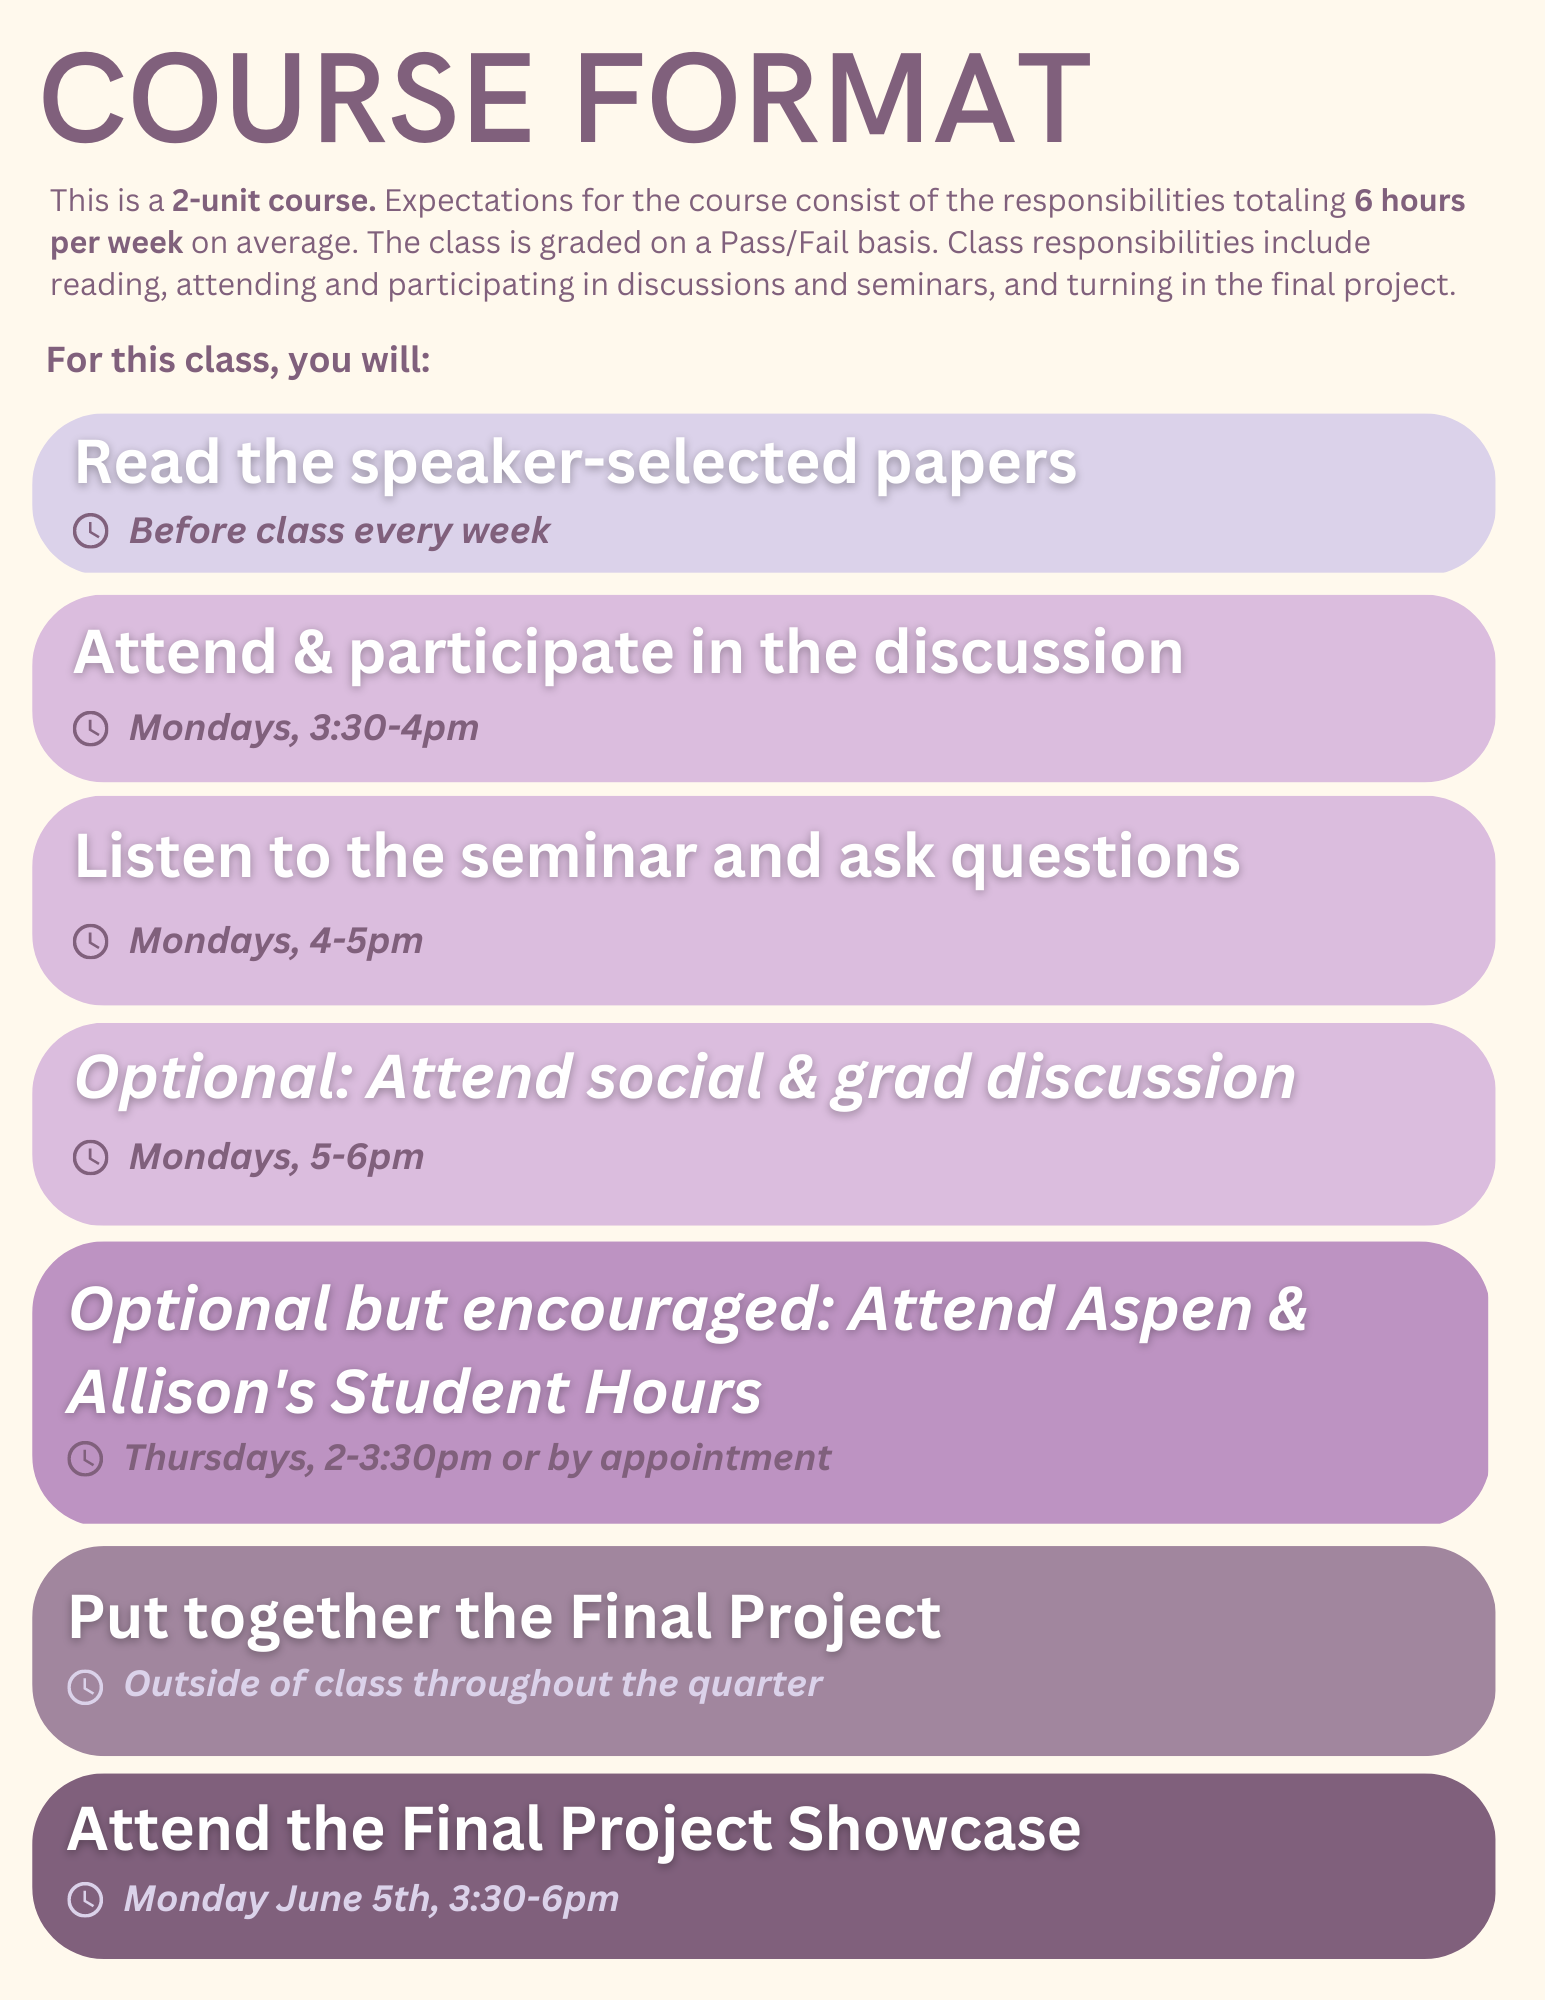 COURSE FORMAT
This is a 2-unit course. Expectations for the course consist of the responsibilities totaling 6 hours
per week on average. The class is graded on a Pass/Fail basis. Class responsibilities include
reading, attending and participating in discussions and seminars, and turning in the final project.
For this class, you will:
Read the speaker-selected papers
Before class every week
Attend & participate in the discussion
Mondays, 3:30-4pm
Listen to the seminar and ask questions
Mondays, 4-5pm
Optional: Attend social & grad discussion
Mondays, 5-6pm
Optional but encouraged: Attend Aspen &
Allison's Student Hours
Thursdays, 2-3:30pm or by appointment
Put together the Final Project
Outside of class throughout the quarter
Attend the Final Project Showcase
Monday June 5th, 3:30-6pm